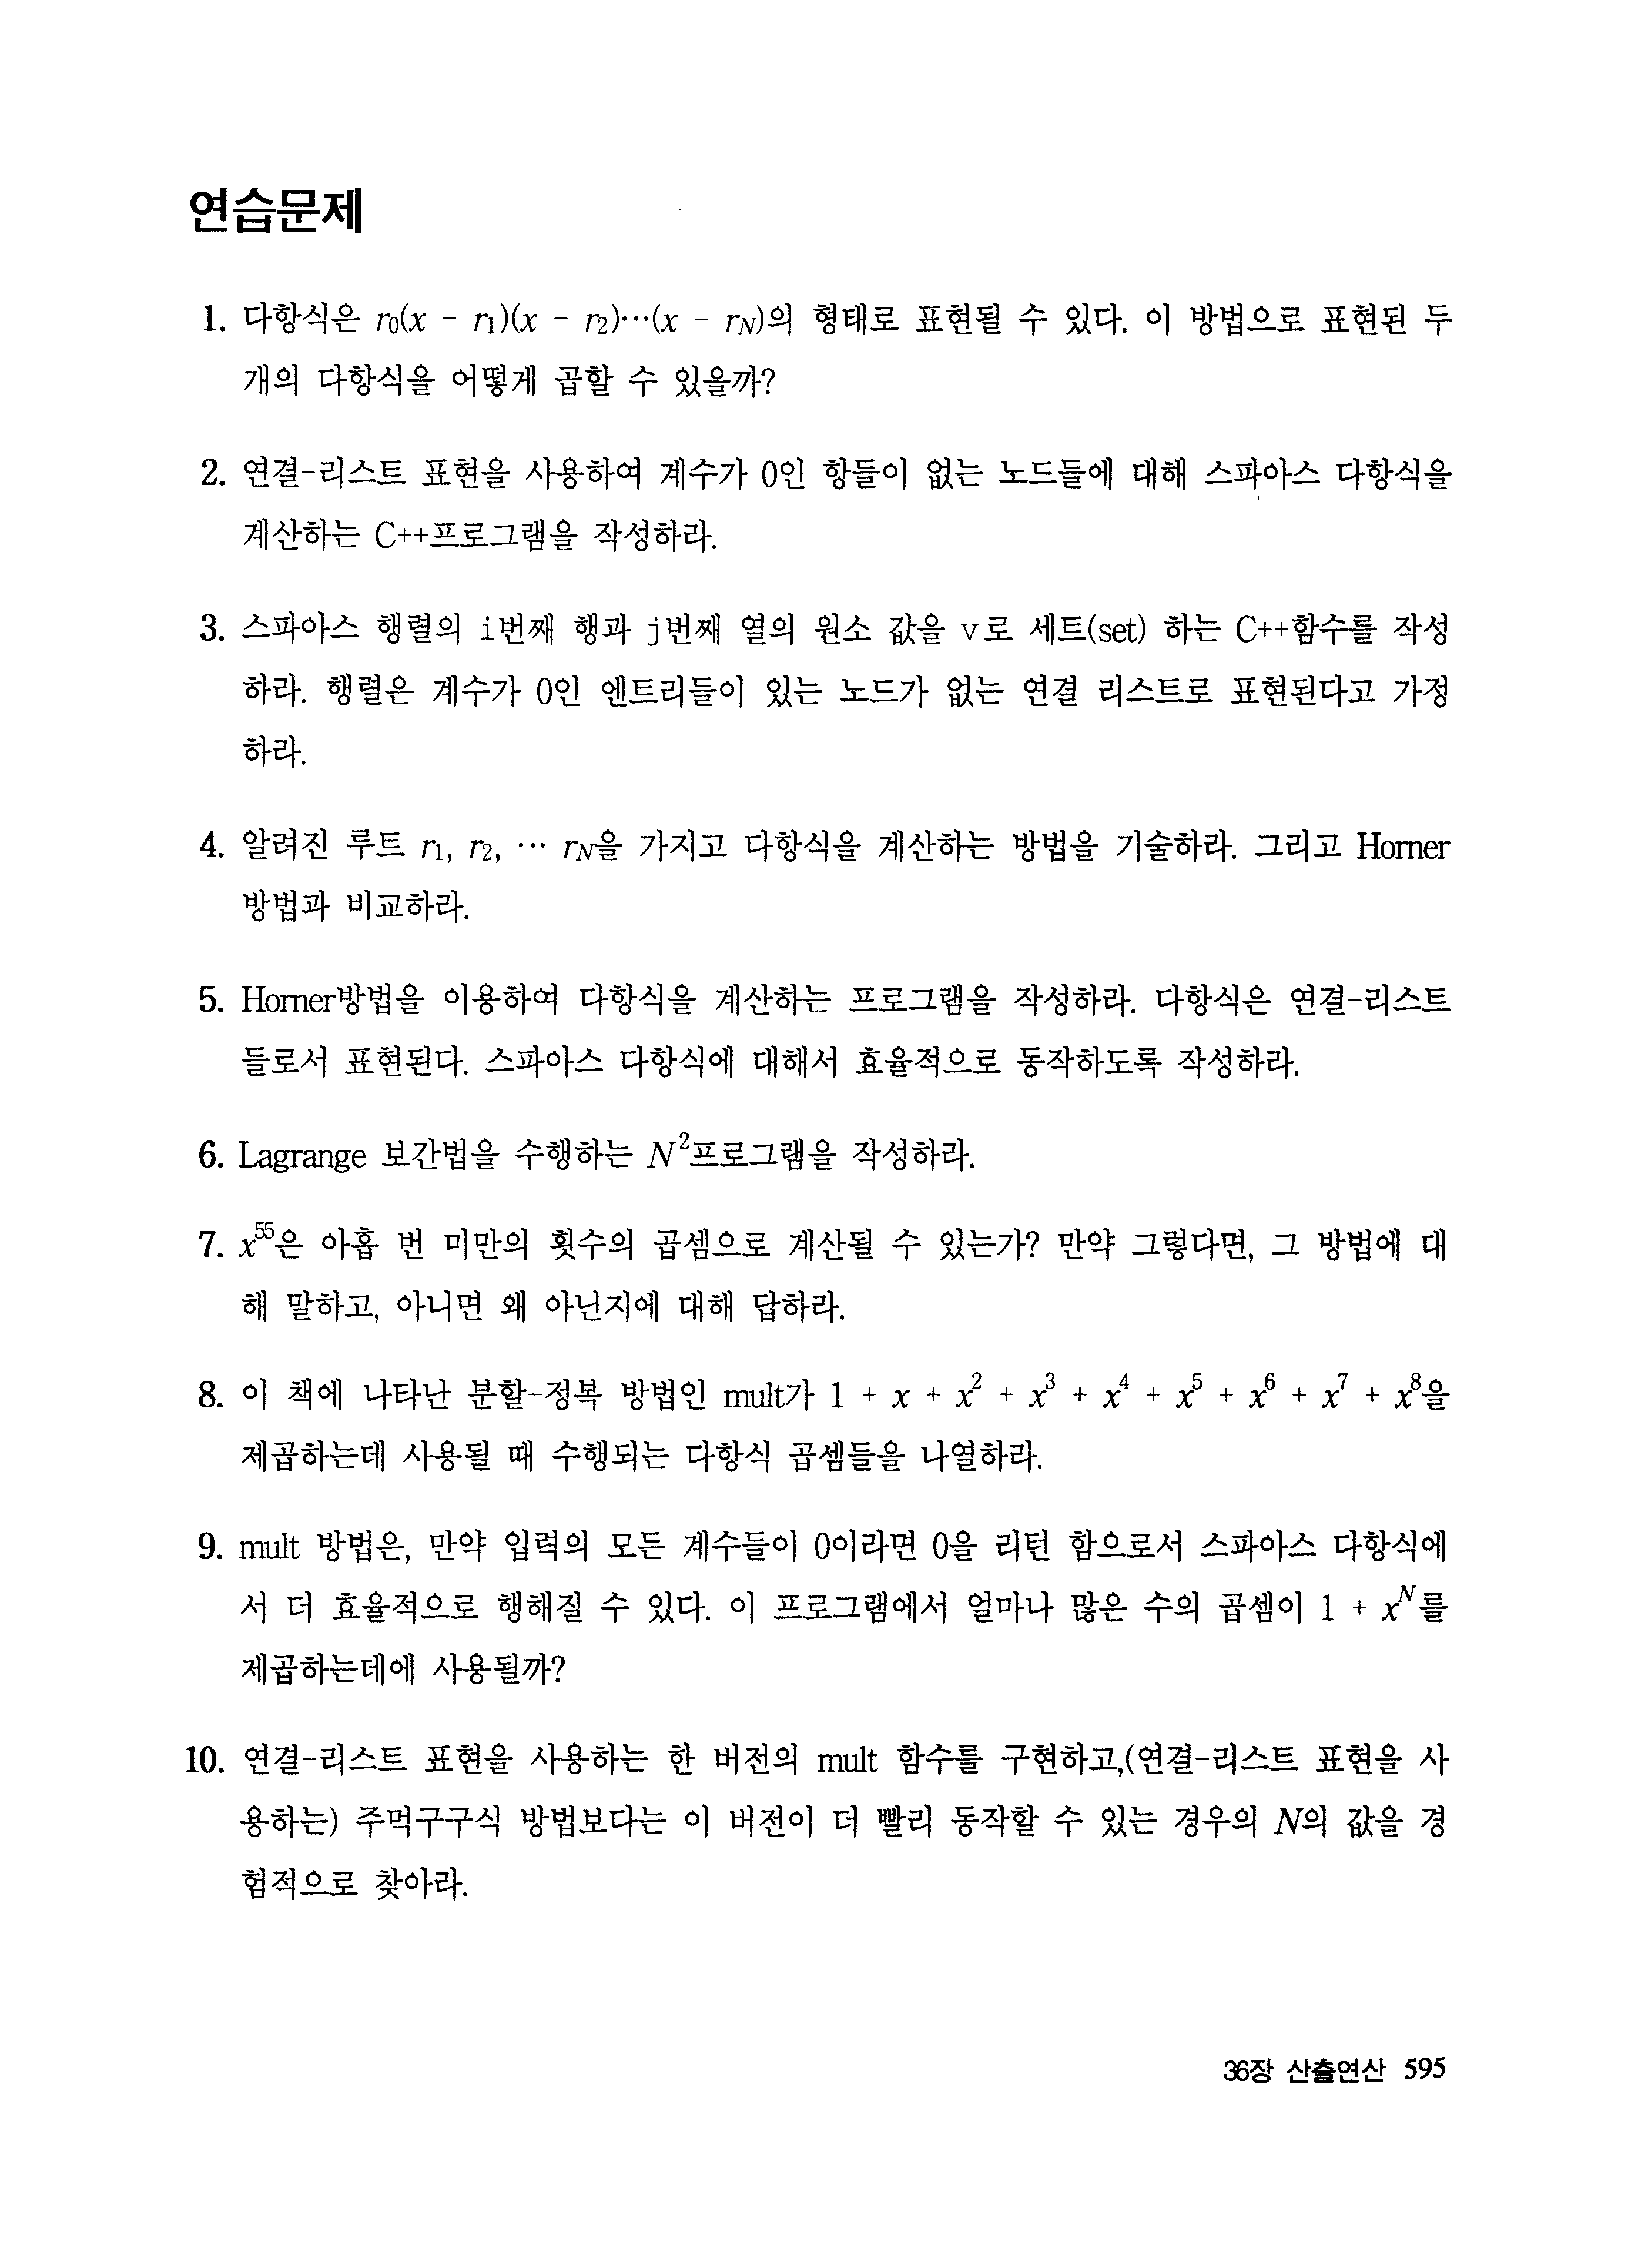 연습문제
1. 다항식은 r₀(x - r₁)(x - r₂)···(x - r_N)의 형태로 표현될 수 있다. 이 방법으로 표현된 두
개의 다항식을 어떻게 곱할 수 있을까?
2. 연결-리스트 표현을 사용하여 계수가 0인 항들이 없는 노드들에 대해 스파아스 다항식을
계산하는 C++프로그램을 작성하라.
3. 스파아스 행렬의 i번째 행과 j번째 열의 원소 값을 v로 세트(set) 하는 C++함수를 작성
하라. 행렬은 계수가 0인 엔트리들이 있는 노드가 없는 연결 리스트로 표현된다고 가정
하라.
4. 알려진 루트 r₁, r₂, ··· r_N을 가지고 다항식을 계산하는 방법을 기술하라. 그리고 Horner
방법과 비교하라.
5. Horner방법을 이용하여 다항식을 계산하는 프로그램을 작성하라. 다항식은 연결-리스트
들로서 표현된다. 스파아스 다항식에 대해서 효율적으로 동작하도록 작성하라.
6. Lagrange 보간법을 수행하는 N²프로그램을 작성하라.
7. x⁵⁵은 아홉 번 미만의 횟수의 곱셈으로 계산될 수 있는가? 만약 그렇다면, 그 방법에 대
해 말하고, 아니면 왜 아닌지에 대해 답하라.
8. 이 책에 나타난 분할-정복 방법인 mult가 1 + x + x² + x³ + x⁴ + x⁵ + x⁶ + x⁷ + x⁸을
제곱하는데 사용될 때 수행되는 다항식 곱셈들을 나열하라.
9. mult 방법은, 만약 입력의 모든 계수들이 0이라면 0을 리턴 함으로서 스파아스 다항식에
서 더 효율적으로 행해질 수 있다. 이 프로그램에서 얼마나 많은 수의 곱셈이 1 + x^N를
제곱하는데에 사용될까?
10. 연결-리스트 표현을 사용하는 한 버전의 mult 함수를 구현하고,(연결-리스트 표현을 사
용하는) 주먹구구식 방법보다는 이 버전이 더 빨리 동작할 수 있는 경우의 N의 값을 경
험적으로 찾아라.
36장 산출연산 595